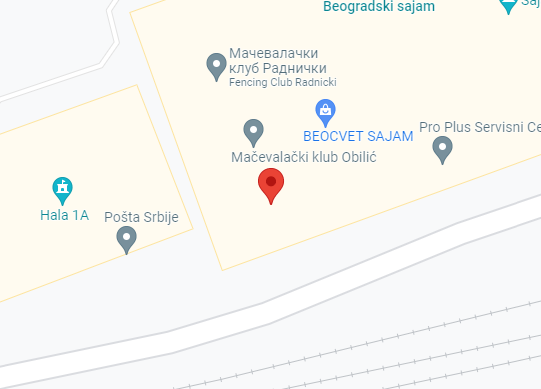 Beogradski sajam
Saj
Мачевалачки
клуб Раднички
Fencing Club Radnicki
BEOCVET SAJAM
Pro Plus Servisni Ce
Mačevalački klub Obilić
Hala 1A
Pošta Srbije